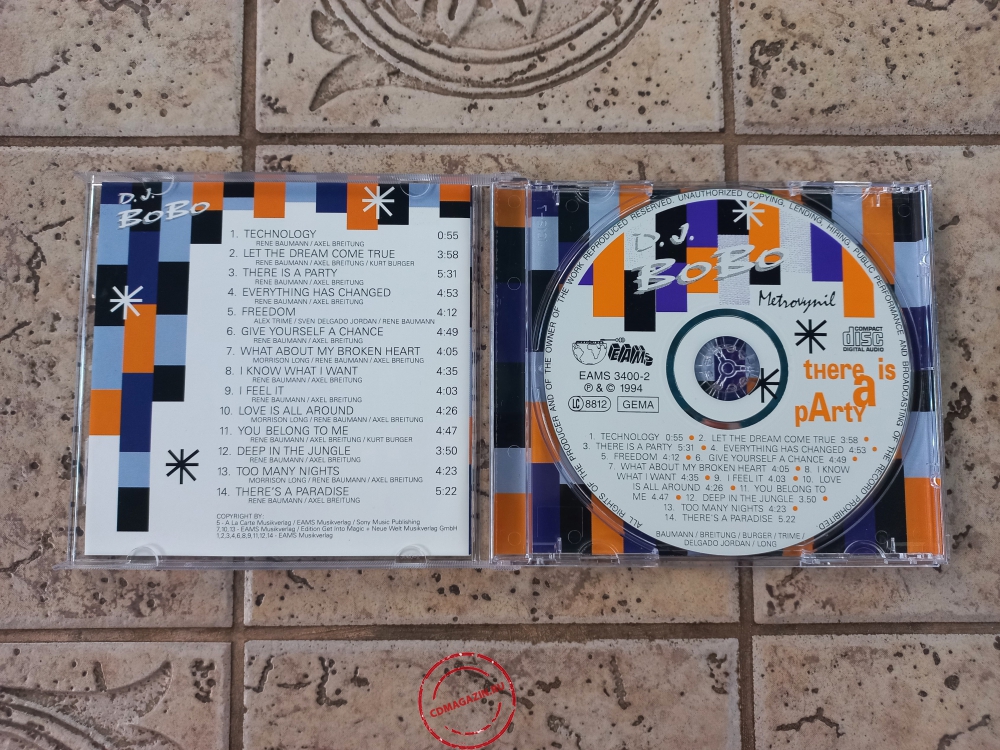 D.J.
BoBo
1. TECHNOLOGY 0:55
RENE BAUMANN / AXEL BREITUNG
2. LET THE DREAM COME TRUE 3:58
RENE BAUMANN / AXEL BREITUNG / KURT BURGER
3. THERE IS A PARTY 5:31
RENE BAUMANN / AXEL BREITUNG
4. EVERYTHING HAS CHANGED 4:53
RENE BAUMANN / AXEL BREITUNG
5. FREEDOM 4:12
ALEX TRIME / SVEN DELGADO JORDAN / RENE BAUMANN
6. GIVE YOURSELF A CHANCE 4:49
RENE BAUMANN / AXEL BREITUNG
7. WHAT ABOUT MY BROKEN HEART 4:05
MORRISON LONG / RENE BAUMANN / AXEL BREITUNG
8. I KNOW WHAT I WANT 4:35
RENE BAUMANN / AXEL BREITUNG
9. I FEEL IT 4:03
RENE BAUMANN / AXEL BREITUNG
10. LOVE IS ALL AROUND 4:26
MORRISON LONG / RENE BAUMANN / AXEL BREITUNG
11. YOU BELONG TO ME 4:47
RENE BAUMANN / AXEL BREITUNG / KURT BURGER
12. DEEP IN THE JUNGLE 3:50
RENE BAUMANN / AXEL BREITUNG
13. TOO MANY NIGHTS 4:23
MORRISON LONG / RENE BAUMANN / AXEL BREITUNG
14. THERE'S A PARADISE 5:22
RENE BAUMANN / AXEL BREITUNG
COPYRIGHT BY:
5 - A La Carte Musikverlag / EAMS Musikverlag / Sony Music Publishing
7,10,13 - EAMS Musikverlag / Edition Get Into Magic + Neue Welt Musikverlag GmbH
1,2,3,4,6,8,9,11,12,14 - EAMS Musikverlag
ALL RIGHTS OF THE PRODUCER AND OF THE OWNER OF THE WORK REPRODUCED RESERVED. UNAUTHORIZED COPYING, LENDING, HIRING, PUBLIC PERFORMANCE AND BROADCASTING OF THE RECORD PROHIBITED
D.J.
BoBo
Metrovynil
COMPACT
disc
DIGITAL AUDIO
EAMS
EAMS 3400-2
℗ & © 1994
LC 8812 GEMA
tHere is
a
pArty
1. TECHNOLOGY 0:55 • 2. LET THE DREAM COME TRUE 3:58 •
3. THERE IS A PARTY 5:31 • 4. EVERYTHING HAS CHANGED 4:53 •
5. FREEDOM 4:12 • 6. GIVE YOURSELF A CHANCE 4:49 •
7. WHAT ABOUT MY BROKEN HEART 4:05 • 8. I KNOW
WHAT I WANT 4:35 • 9. I FEEL IT 4.03 • 10. LOVE
IS ALL AROUND 4:26 • 11. YOU BELONG TO
ME 4.47 • 12. DEEP IN THE JUNGLE 3.50 •
13. TOO MANY NIGHTS 4:23 •
14. THERE'S A PARADISE 5.22
BAUMANN / BREITUNG / BURGER / TRIME /
DELGADO JORDAN / LONG
CDMAGAZIN.RU